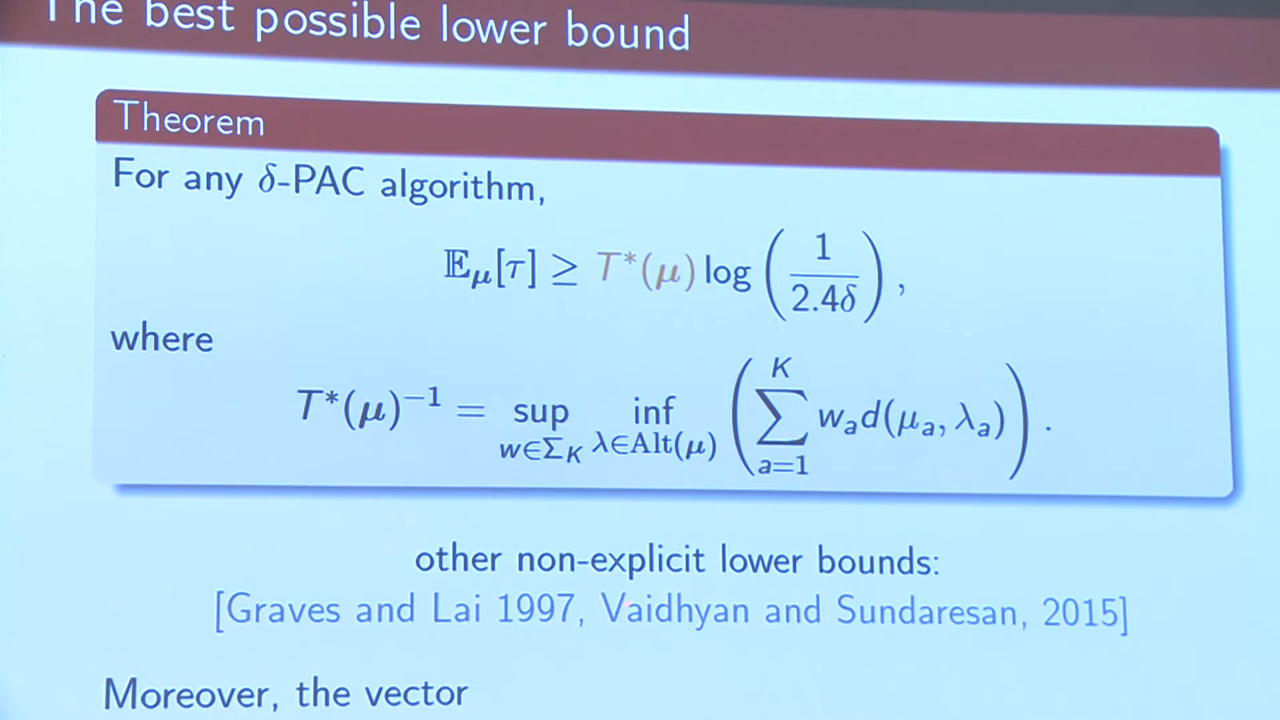 The best possible lower bound
Theorem
For any δ-PAC algorithm,
𝔼_μ[τ] ≥ T*(μ) log (1/(2.4δ)),
where
T*(μ)⁻¹ = sup_{w∈Σ_K} inf_{λ∈Alt(μ)} (∑_{a=1}^{K} w_a d(μ_a, λ_a)).
other non-explicit lower bounds:
[Graves and Lai 1997, Vaidhyan and Sundaresan, 2015]
Moreover, the vector